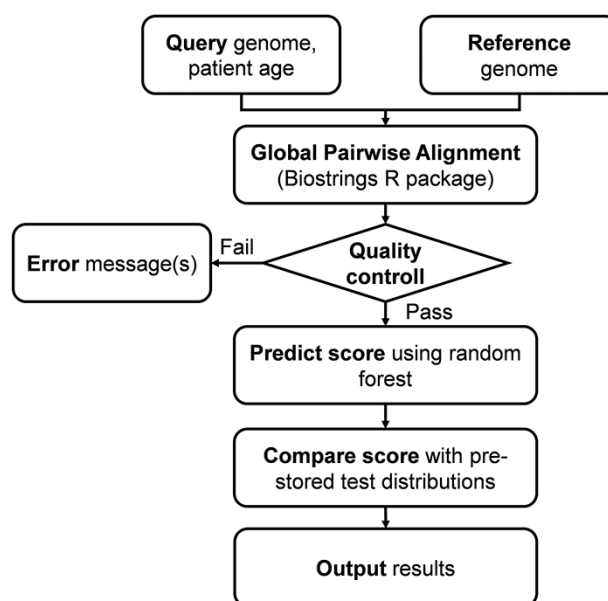 Query genome,
patient age
Reference
genome
Global Pairwise Alignment
(Biostrings R package)
Fail
Error message(s)
Quality
controll
Pass
Predict score using random
forest
Compare score with pre-
stored test distributions
Output results